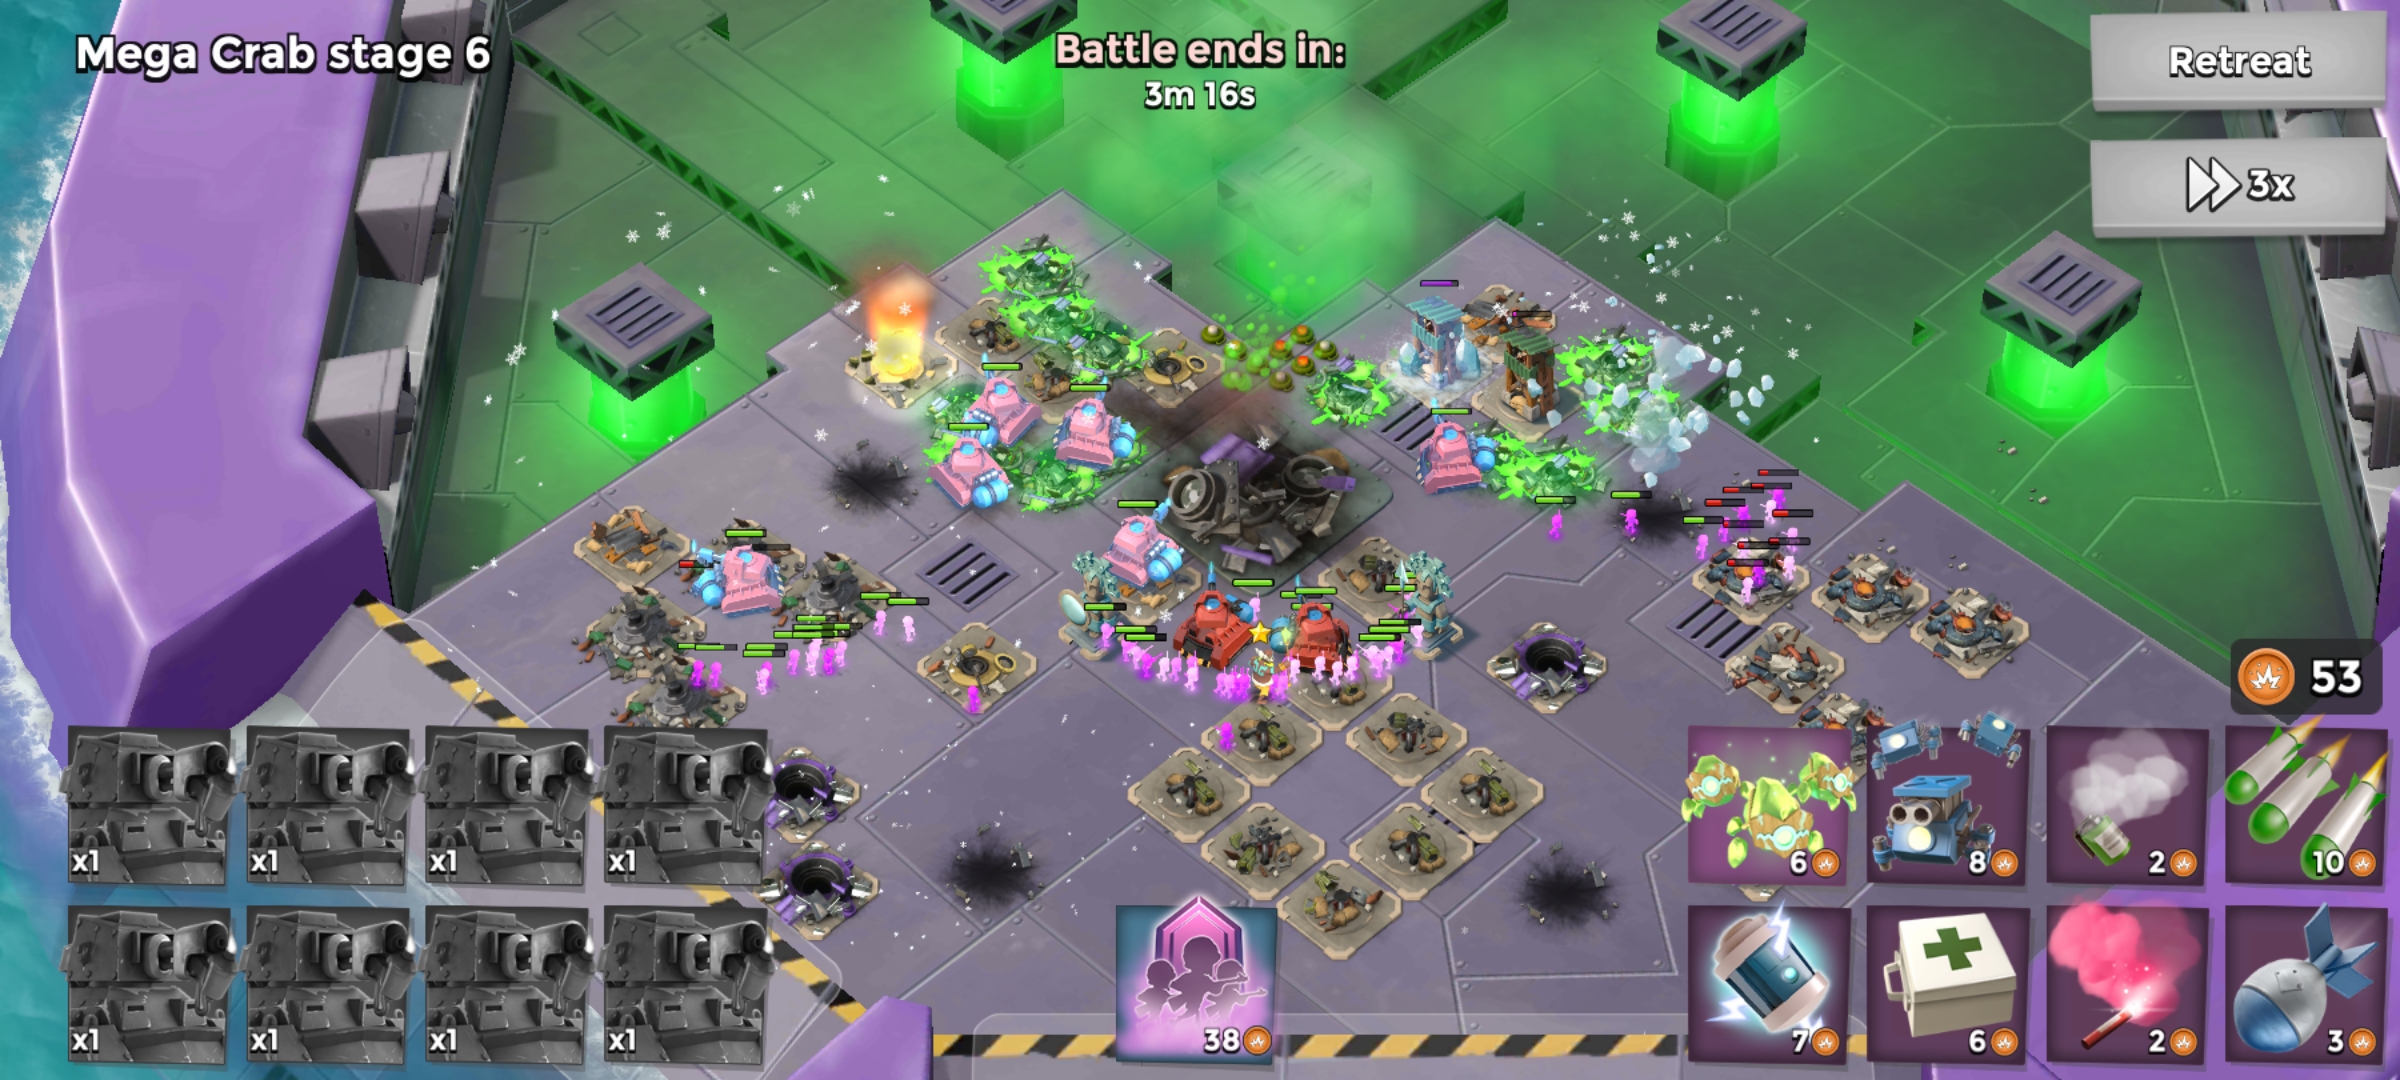 Mega Crab stage 6
Battle ends in:
3m 16s
Retreat
3x
53
x1
x1
x1
x1
6
8
2
10
x1
x1
x1
x1
38
7
6
2
3